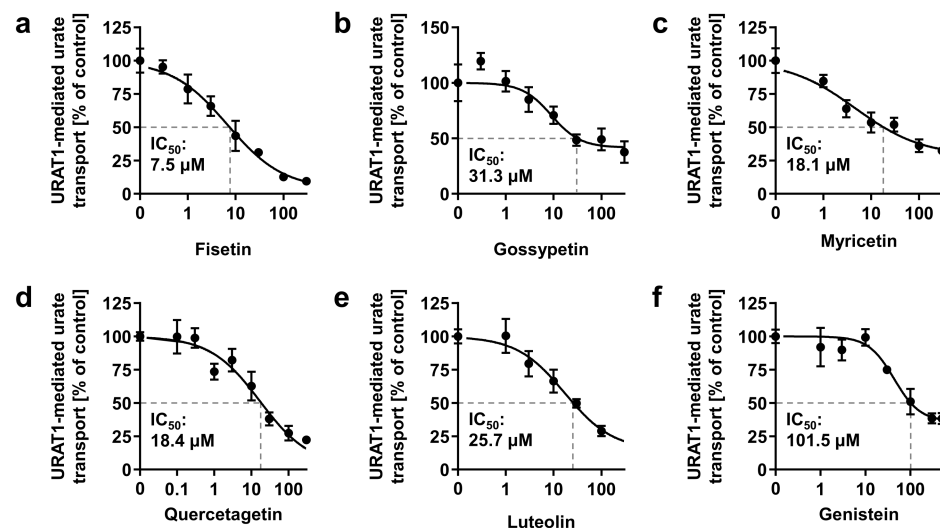 a
URAT1-mediated urate
transport [% of control]
125
100
75
50
25
0
IC50:
7.5 µM
0 1 10 100
Fisetin
b
URAT1-mediated urate
transport [% of control]
150
100
50
0
IC50:
31.3 µM
0 1 10 100
Gossypetin
c
URAT1-mediated urate
transport [% of control]
125
100
75
50
25
0
IC50:
18.1 µM
0 1 10 100
Myricetin
d
URAT1-mediated urate
transport [% of control]
125
100
75
50
25
0
IC50:
18.4 µM
0 0.1 1 10 100
Quercetagetin
e
URAT1-mediated urate
transport [% of control]
125
100
75
50
25
0
IC50:
25.7 µM
0 1 10 100
Luteolin
f
URAT1-mediated urate
transport [% of control]
125
100
75
50
25
0
IC50:
101.5 µM
0 1 10 100
Genistein